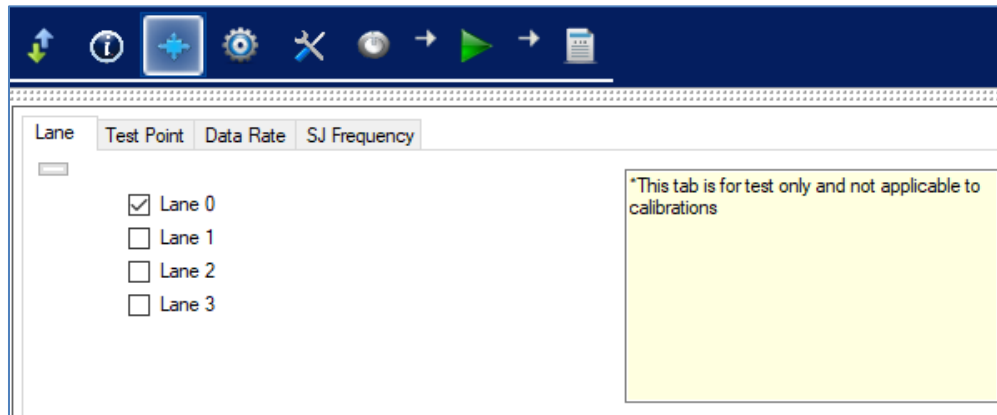 Lane Test Point Data Rate SJ Frequency
Lane 0
Lane 1
Lane 2
Lane 3
*This tab is for test only and not applicable to
calibrations